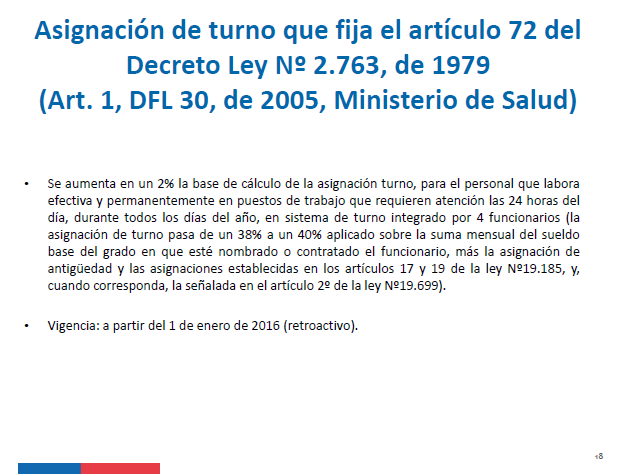 Asignación de turno que fija el artículo 72 del
Decreto Ley Nº 2.763, de 1979
(Art. 1, DFL 30, de 2005, Ministerio de Salud)
• Se aumenta en un 2% la base de cálculo de la asignación turno, para el personal que labora
efectiva y permanentemente en puestos de trabajo que requieren atención las 24 horas del
día, durante todos los días del año, en sistema de turno integrado por 4 funcionarios (la
asignación de turno pasa de un 38% a un 40% aplicado sobre la suma mensual del sueldo
base del grado en que esté nombrado o contratado el funcionario, más la asignación de
antigüedad y las asignaciones establecidas en los artículos 17 y 19 de la ley Nº19.185, y,
cuando corresponda, la señalada en el artículo 2º de la ley Nº19.699).
• Vigencia: a partir del 1 de enero de 2016 (retroactivo).